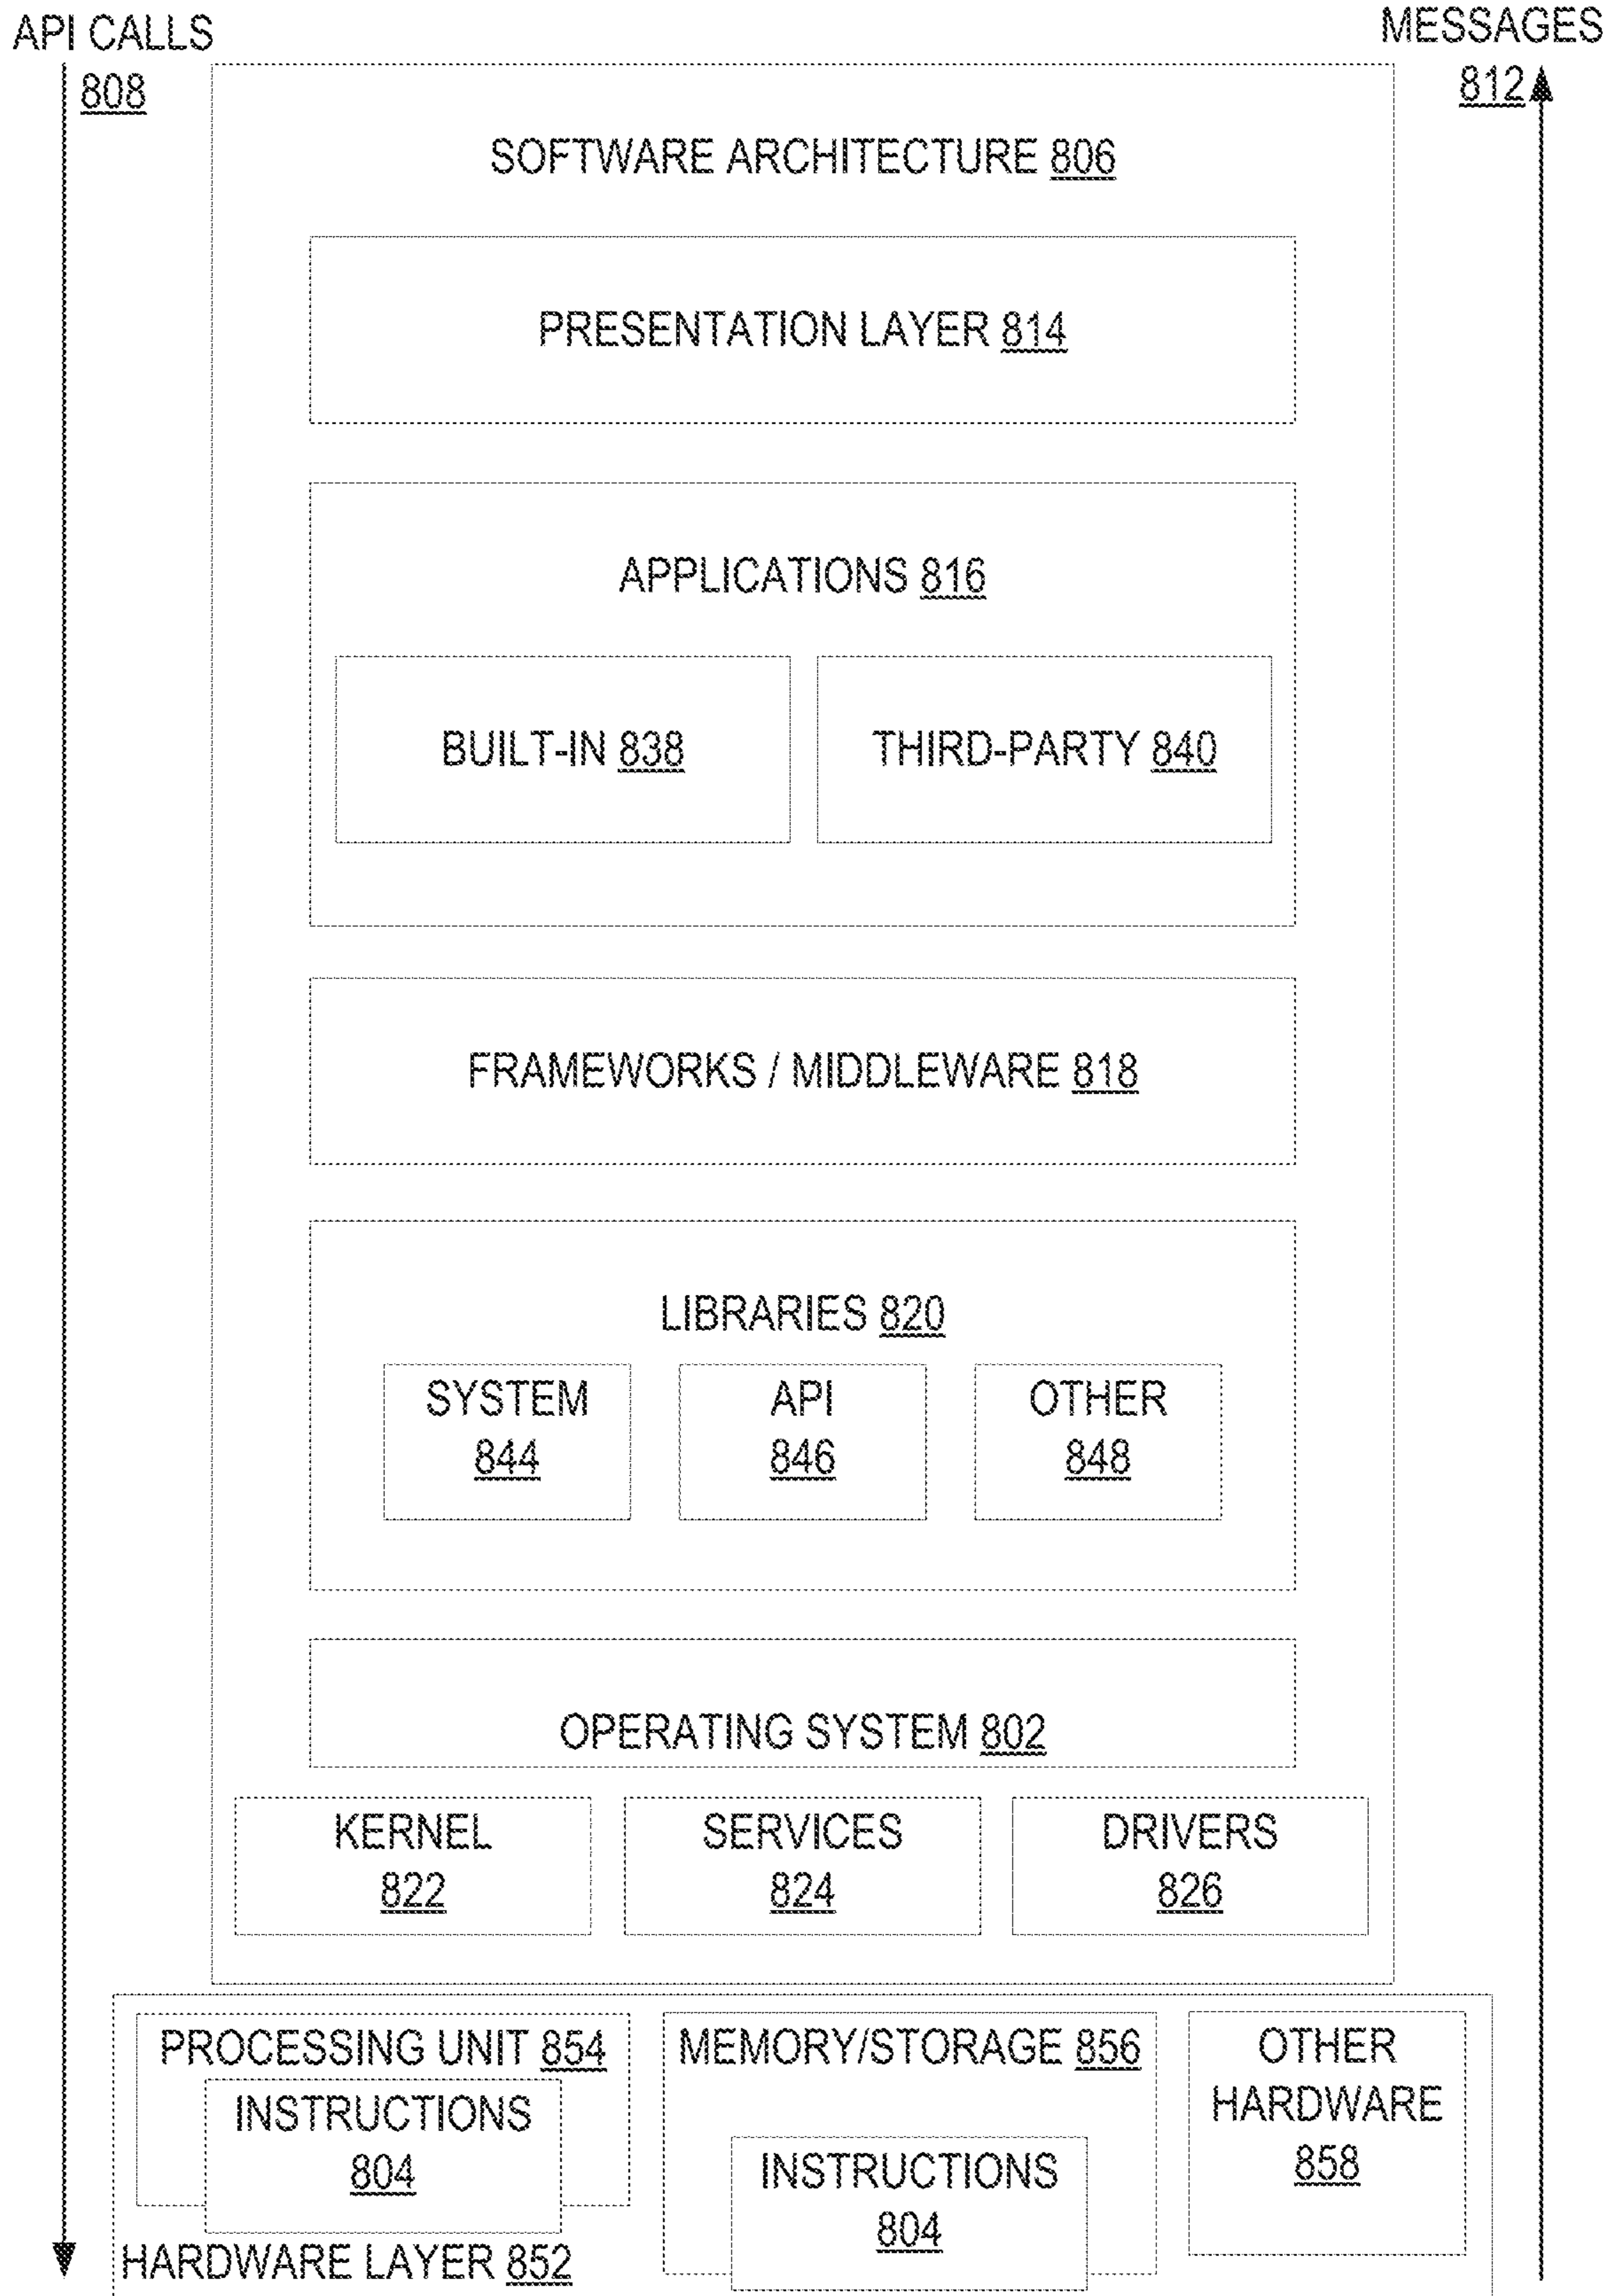 API CALLS
808
MESSAGES
812
SOFTWARE ARCHITECTURE 806
PRESENTATION LAYER 814
APPLICATIONS 816
BUILT-IN 838
THIRD-PARTY 840
FRAMEWORKS / MIDDLEWARE 818
LIBRARIES 820
SYSTEM
844
API
846
OTHER
848
OPERATING SYSTEM 802
KERNEL
822
SERVICES
824
DRIVERS
826
PROCESSING UNIT 854
INSTRUCTIONS
804
MEMORY/STORAGE 856
INSTRUCTIONS
804
OTHER
HARDWARE
858
HARDWARE LAYER 852